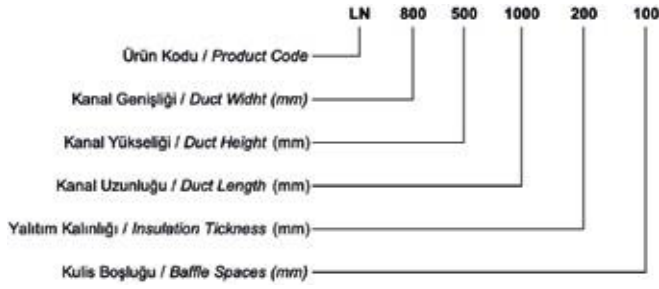 LN 800 500 1000 200 100
Ürün Kodu / Product Code
Kanal Genişliği / Duct Widht (mm)
Kanal Yükseliği / Duct Height (mm)
Kanal Uzunluğu / Duct Length (mm)
Yalıtım Kalınlığı / Insulation Tickness (mm)
Kulis Boşluğu / Baffle Spaces (mm)